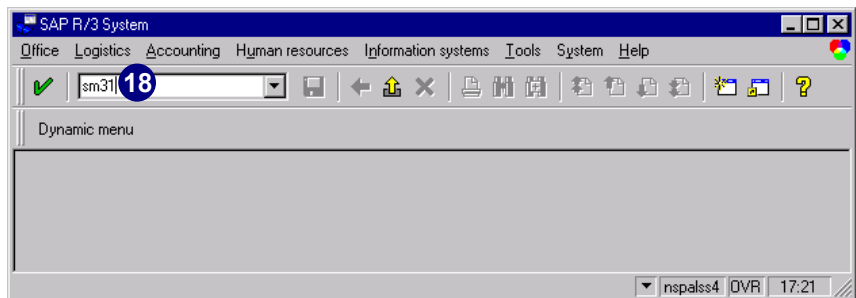 SAP R/3 System
Office Logistics Accounting Human resources Information systems Tools System Help
sm31 18
Dynamic menu
nspalss4 OVR 17:21